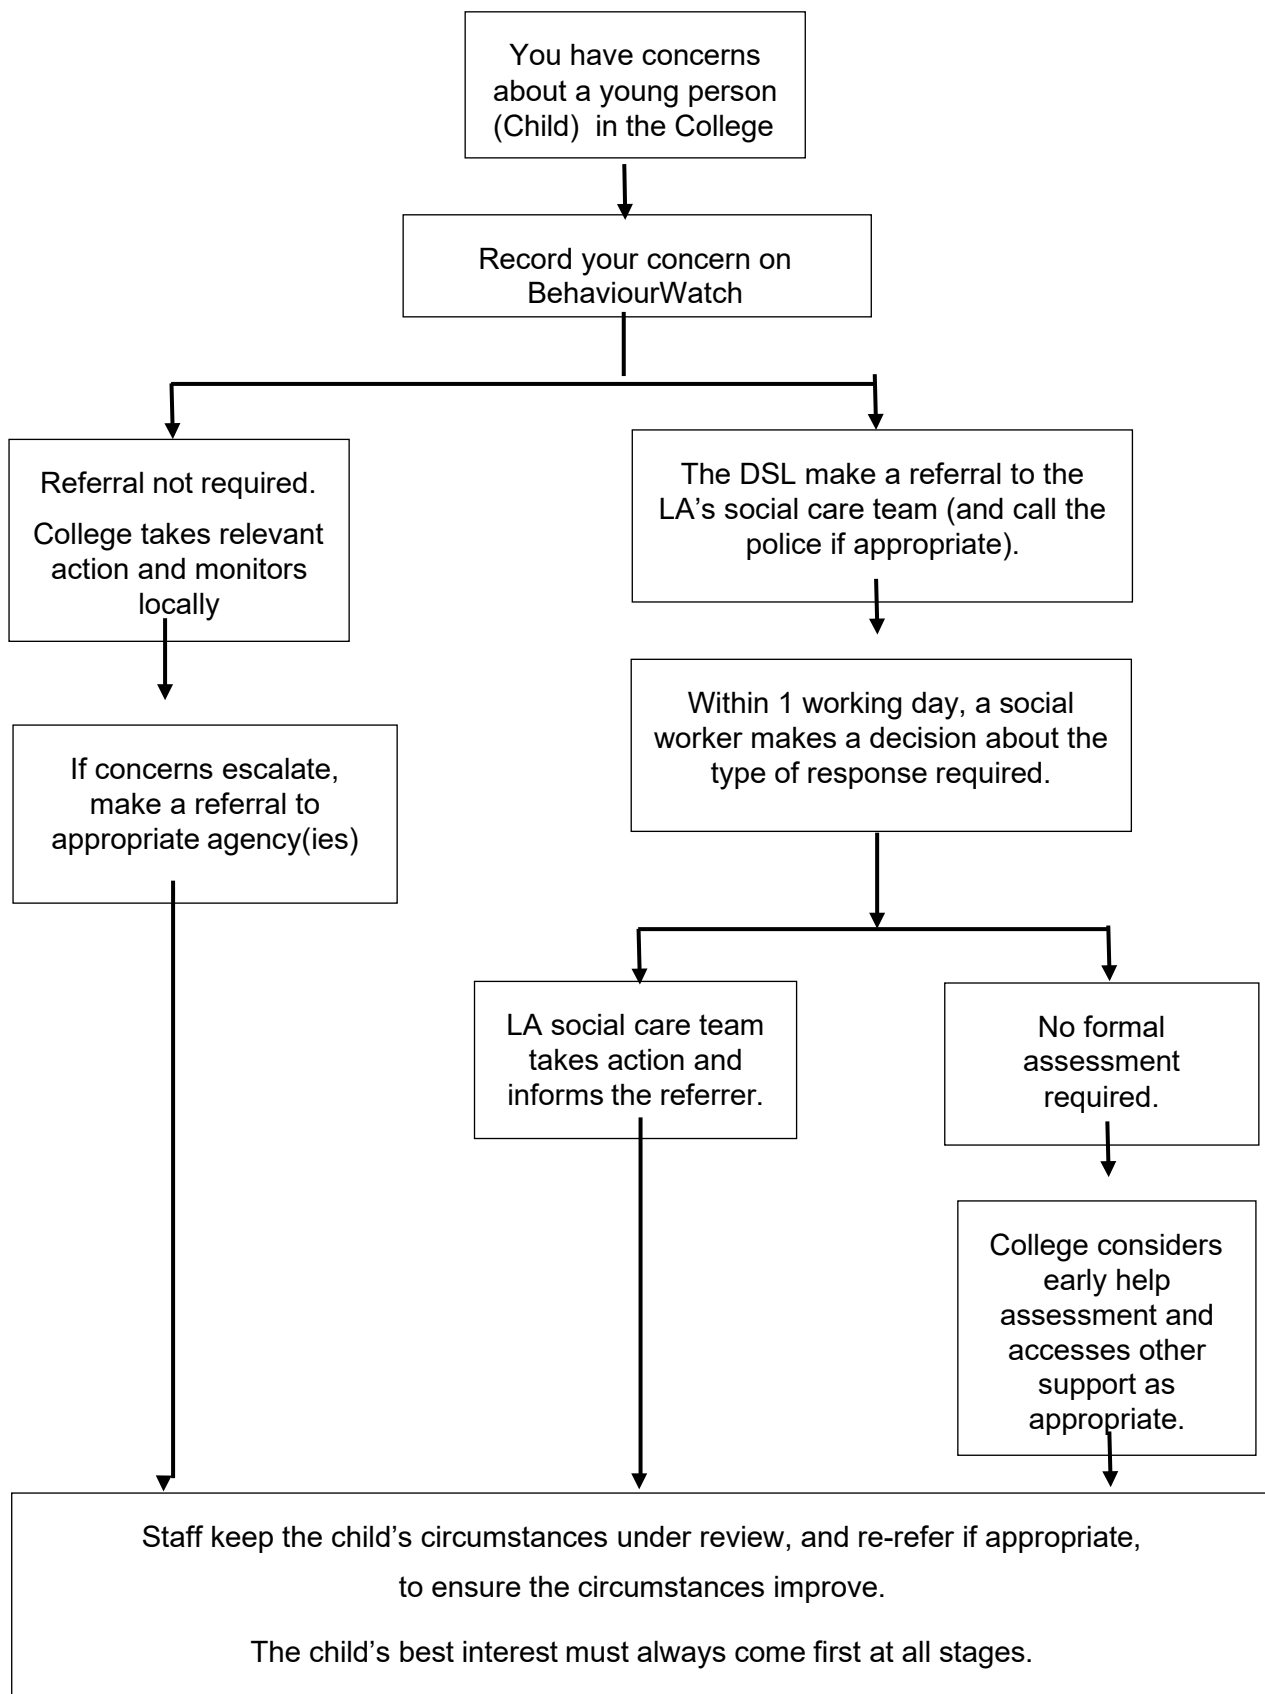 You have concerns
about a young person
(Child)  in the College
Record your concern on
BehaviourWatch
Referral not required.
College takes relevant
action and monitors
locally
The DSL make a referral to the
LA’s social care team (and call the
police if appropriate).
If concerns escalate,
make a referral to
appropriate agency(ies)
Within 1 working day, a social
worker makes a decision about the
type of response required.
LA social care team
takes action and
informs the referrer.
No formal
assessment
required.
College considers
early help
assessment and
accesses other
support as
appropriate.
Staff keep the child’s circumstances under review, and re-refer if appropriate,
to ensure the circumstances improve.
The child’s best interest must always come first at all stages.